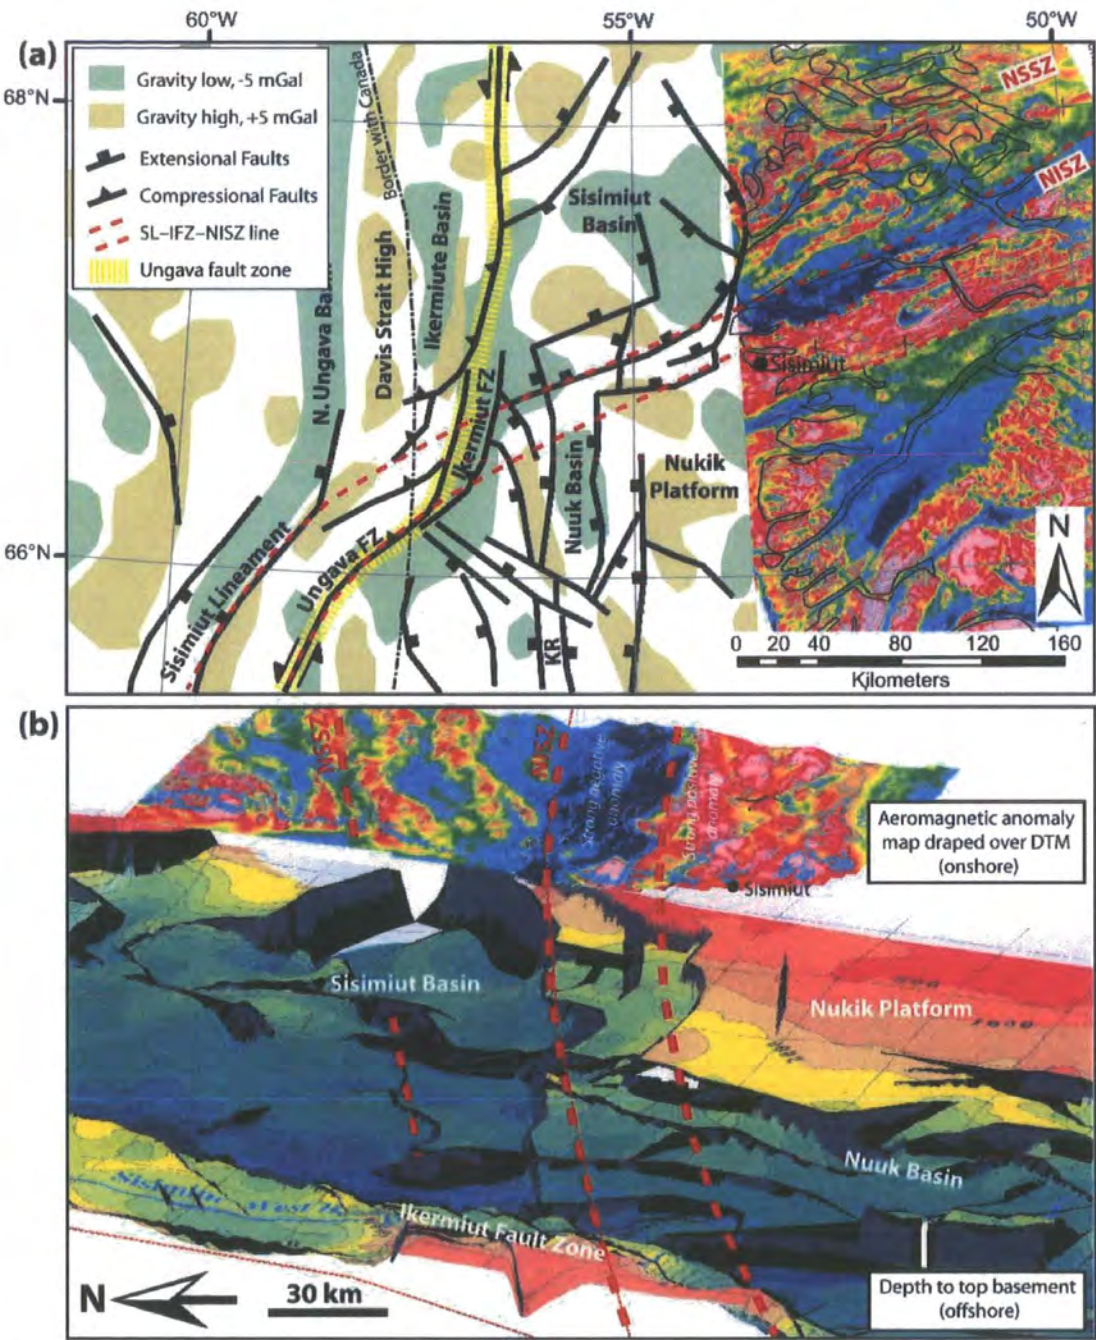 60°W
55°W
50°W
(a)
68°N
66°N
Gravity low, -5 mGal
Gravity high, +5 mGal
Extensional Faults
Compressional Faults
SL–IFZ–NISZ line
Ungava fault zone
Border with Canada
N. Ungava Basin
Davis Strait High
Ikermiute Basin
Sisimiut
Basin
NSSZ
NISZ
Sisimiut
Ikermiut FZ
Nuuk Basin
Nukik
Platform
Sisimiut Lineament
Ungava FZ
KR
N
0 20 40 80 120 160
Kilometers
(b)
NSSZ
NISZ
Strong negative
anomaly
Strong positive
anomaly
Aeromagnetic anomaly
map draped over DTM
(onshore)
Sisimiut
Sisimiut Basin
Nukik Platform
Nuuk Basin
Ikermiut Fault Zone
Depth to top basement
(offshore)
N
30 km